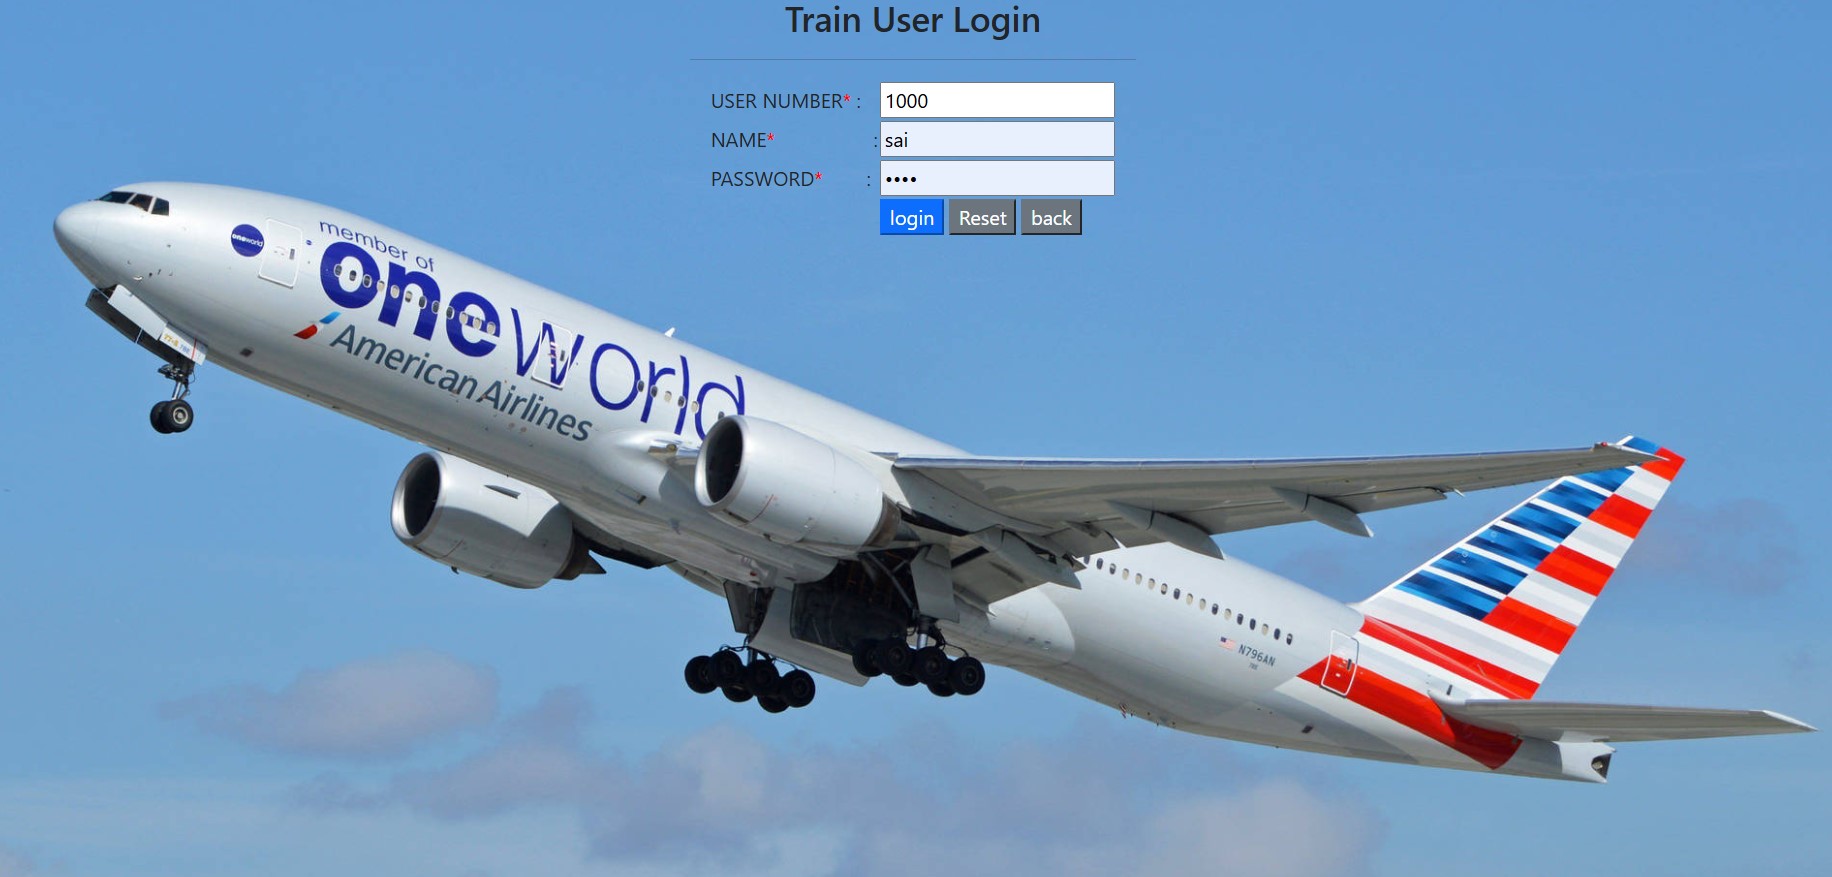 Train User Login
USER NUMBER* : 1000
NAME* : sai
PASSWORD* : ••••
login Reset back
oneworld
member of
oneworld
American Airlines
N796AN